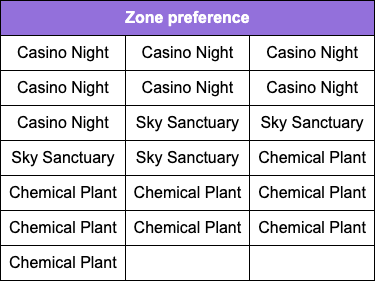 Zone preference
Casino Night Casino Night Casino Night
Casino Night Casino Night Casino Night
Casino Night Sky Sanctuary Sky Sanctuary
Sky Sanctuary Sky Sanctuary Chemical Plant
Chemical Plant Chemical Plant Chemical Plant
Chemical Plant Chemical Plant Chemical Plant
Chemical Plant